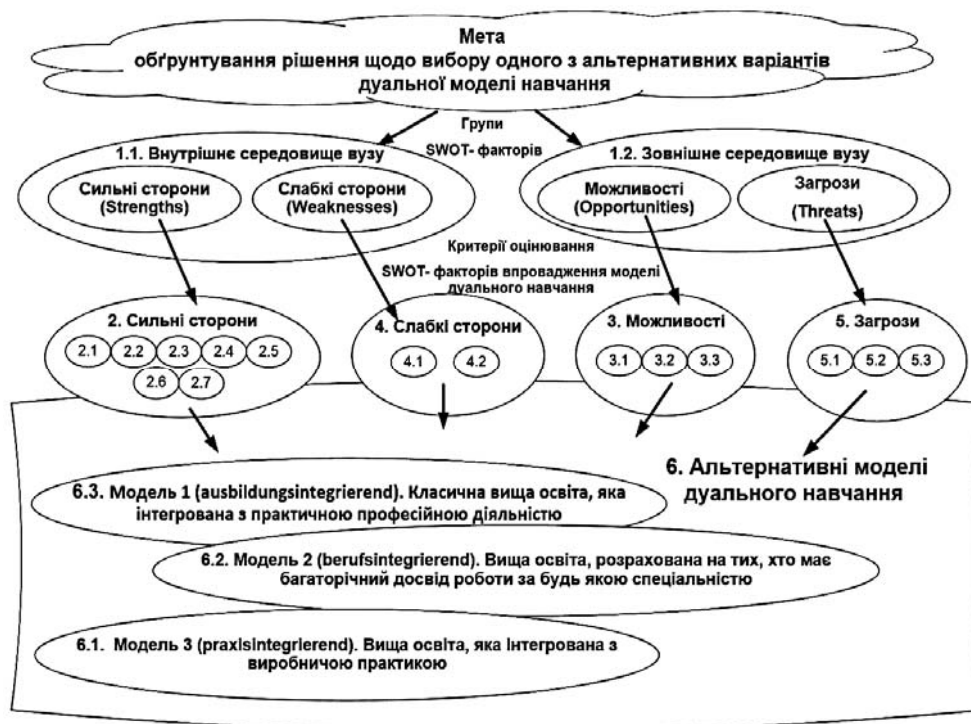 Мета
обґрунтування рішення щодо вибору одного з альтернативних варіантів
дуальної моделі навчання
Групи
SWOT- факторів
1.1. Внутрішнє середовище вузу
1.2. Зовнішне середовище вузу
Сильні сторони
(Strengths)
Слабкі сторони
(Weaknesses)
Можливості
(Opportunities)
Загрози
(Threats)
Критерії оцінювання
SWOT- факторів впровадження моделі
дуального навчання
2. Сильні сторони
2.1 2.2 2.3 2.4 2.5
2.6 2.7
4. Слабкі сторони
4.1 4.2
3. Можливості
3.1 3.2 3.3
5. Загрози
5.1 5.2 5.3
6. Альтернативні моделі
дуального навчання
6.3. Модель 1 (ausbildungsintegrierend). Класична вища освіта, яка
інтегрована з практичною професійною діяльністю
6.2. Модель 2 (berufsintegrierend). Вища освіта, розрахована на тих, хто має
багаторічний досвід роботи за будь якою спеціальністю
6.1. Модель 3 (praxisintegrierend). Вища освіта, яка інтегрована з
виробничою практикою